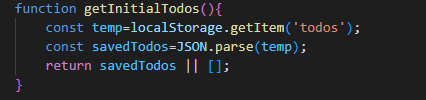 function getInitialTodos(){
    const temp=localStorage.getItem('todos');
    const savedTodos=JSON.parse(temp);
    return savedTodos || [];
}